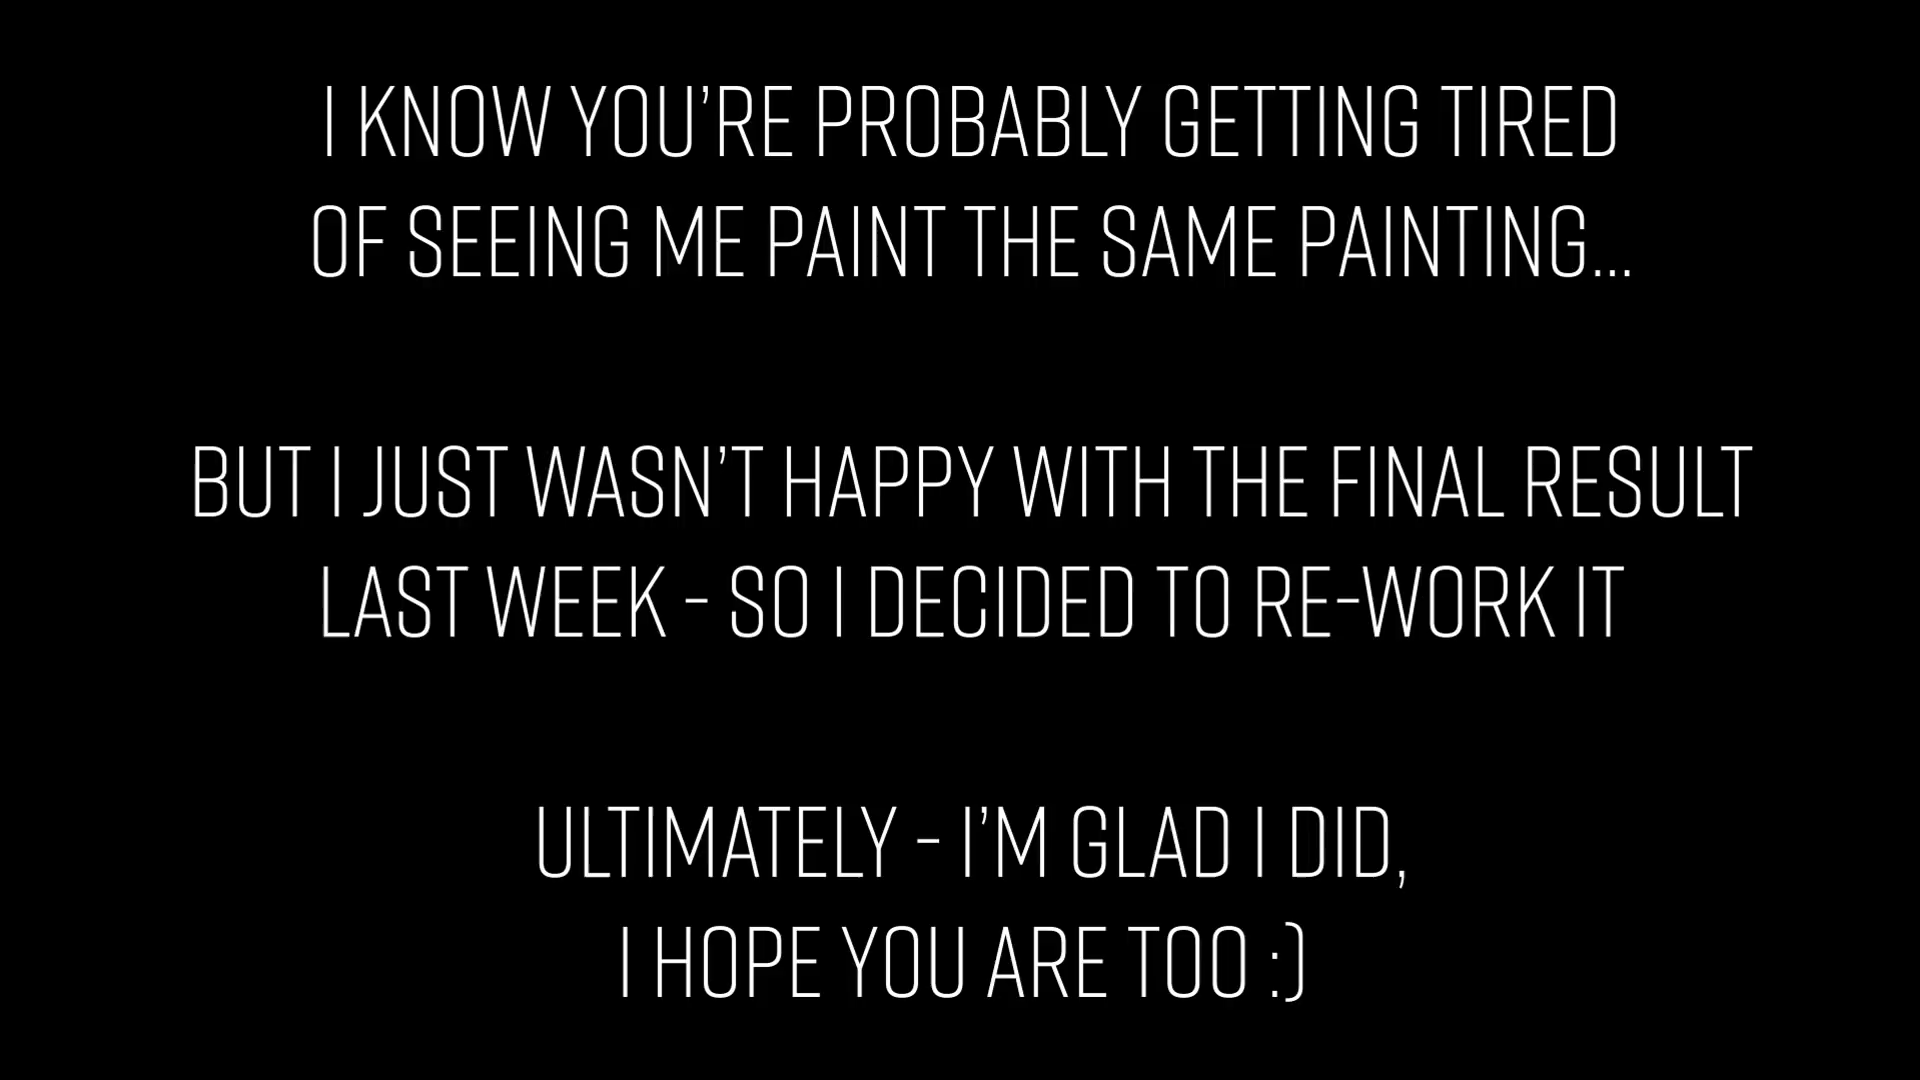 I KNOW YOU’RE PROBABLY GETTING TIRED
OF SEEING ME PAINT THE SAME PAINTING...
BUT I JUST WASN’T HAPPY WITH THE FINAL RESULT
LAST WEEK - SO I DECIDED TO RE-WORK IT
ULTIMATELY - I’M GLAD I DID,
I HOPE YOU ARE TOO :)